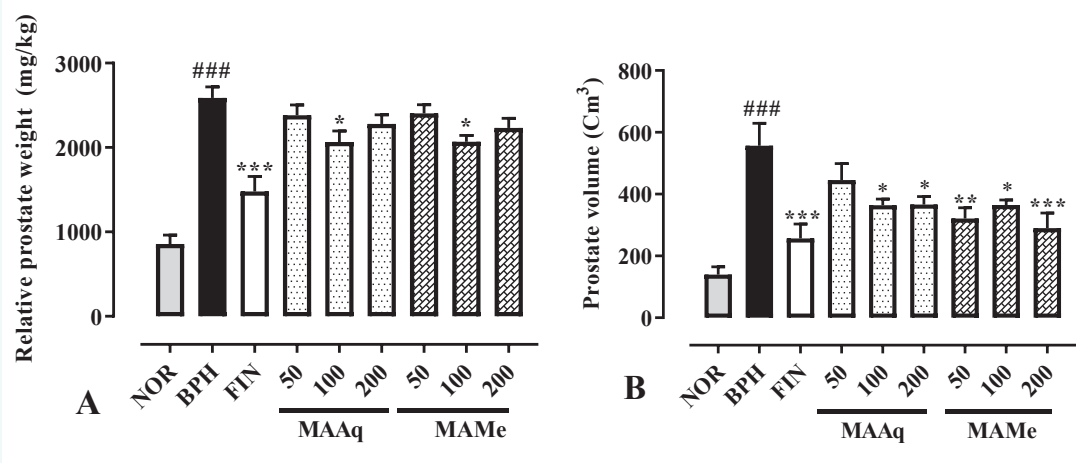 Relative prostate weight (mg/kg)
3000
2000
1000
0
###
***
*
*
NOR
BPH
FIN
50
100
200
50
100
200
MAAq
MAMe
A
Prostate volume (Cm³)
800
600
400
200
0
###
***
*
*
**
*
***
NOR
BPH
FIN
50
100
200
50
100
200
MAAq
MAMe
B